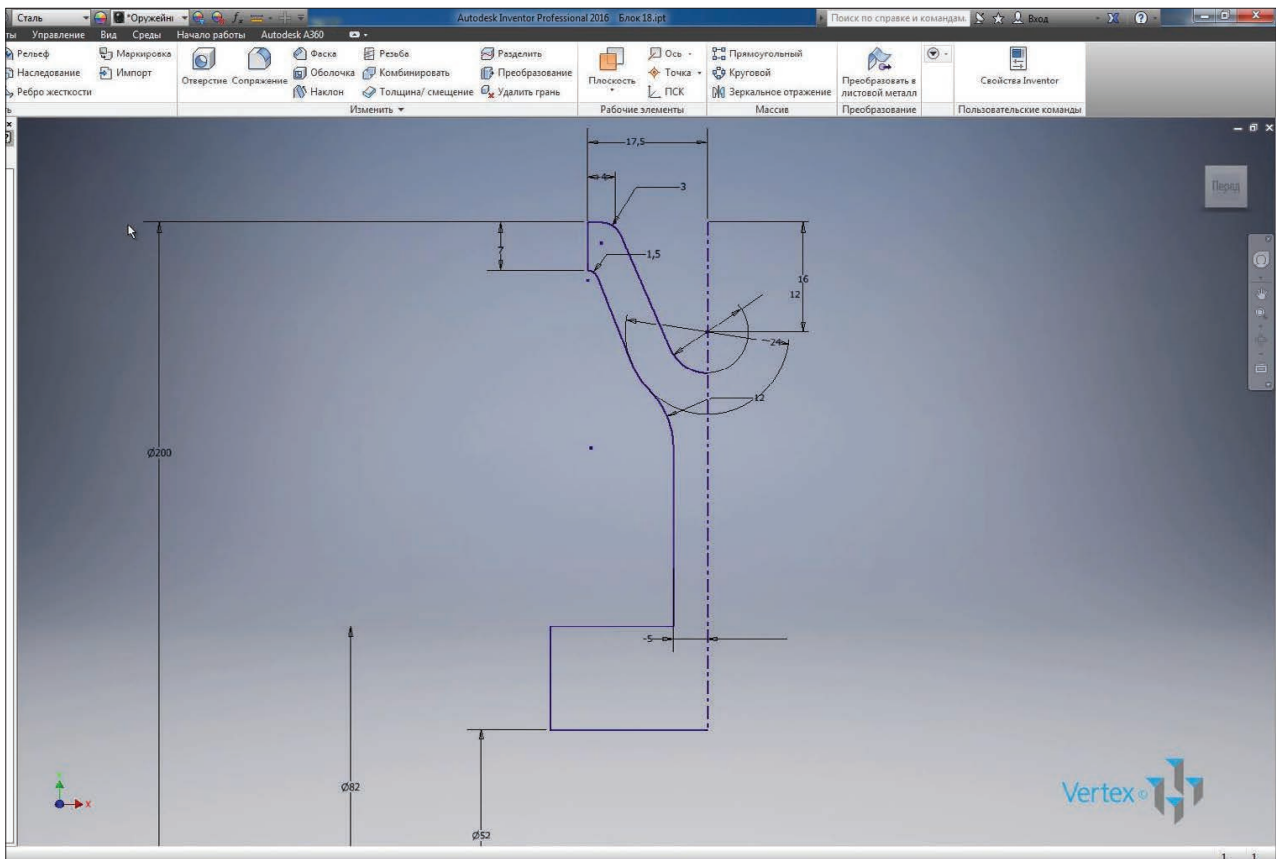 Сталь *Оружейн fx Autodesk Inventor Professional 2016 Блок 18.ipt Поиск по справке и командам. Вход
ты Управление Вид Среды Начало работы Autodesk A360
Рельеф Маркировка Фаска Резьба Разделить Ось Прямоугольный
Наследование Импорт Отверстие Сопряжение Оболочка Комбинировать Преобразование Плоскость Точка Круговой Преобразовать в листовой металл Свойства Inventor
Ребро жесткости Наклон Толщина/ смещение Удалить грань ПСК Зеркальное отражение
Изменить Рабочие элементы Массив Преобразование Пользовательские команды
17,5
4
3
Перед
7
1,5
16
12
24
12
Ø200
5
Ø82
Vertex ©
Ø52
Y
X
1 1